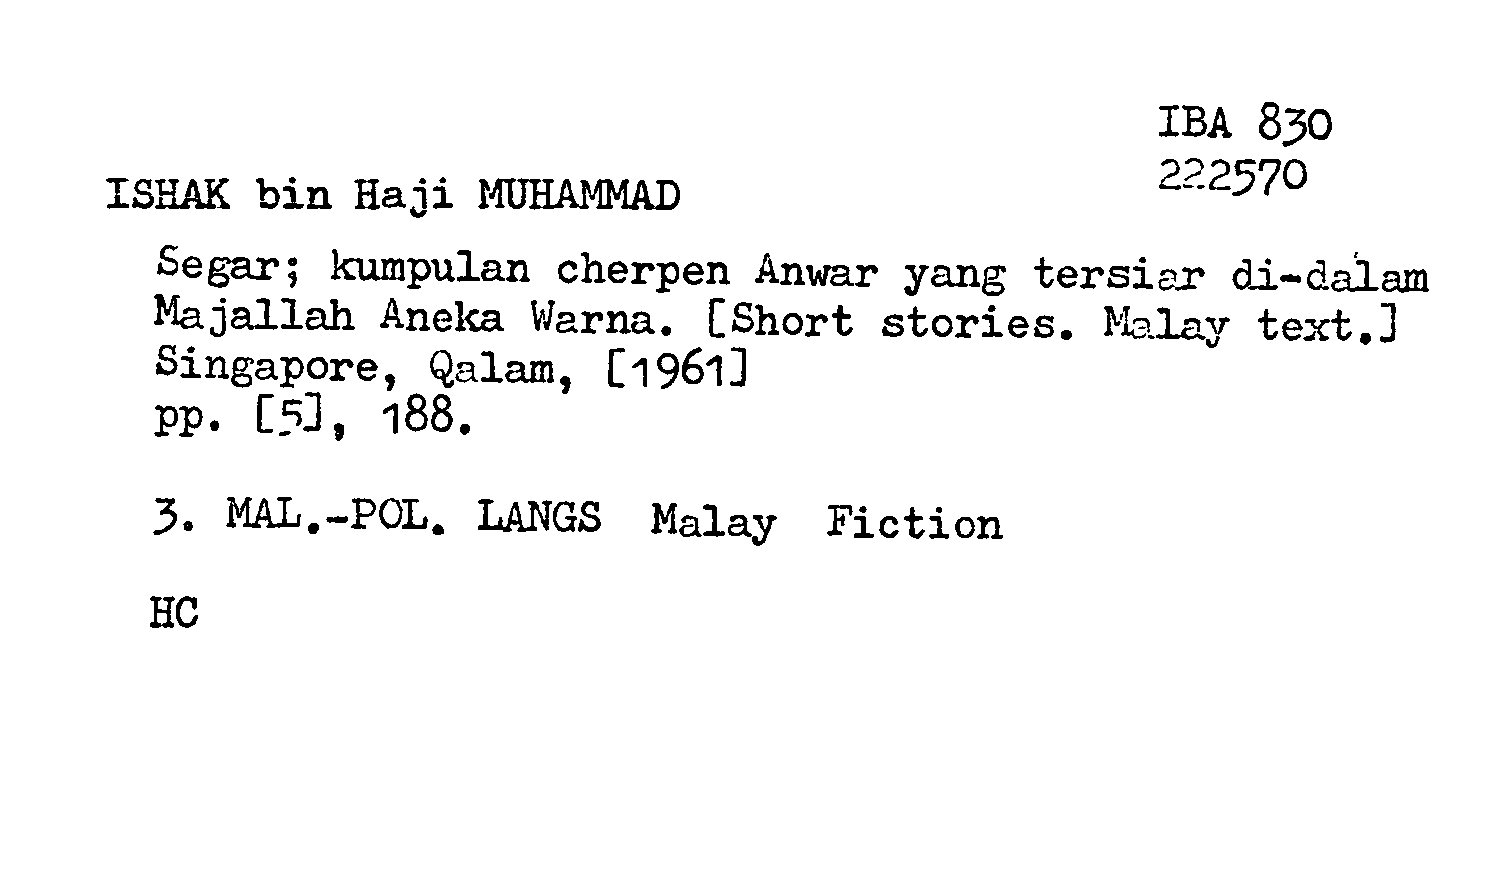 IBA 830
222570
ISHAK bin Haji MUHAMMAD
Segar; kumpulan cherpen Anwar yang tersiar di-dalam
Majallah Aneka Warna. [Short stories. Malay text.]
Singapore, Qalam, [1961]
pp. [5], 188.
3. MAL.-POL. LANGS Malay Fiction
HC